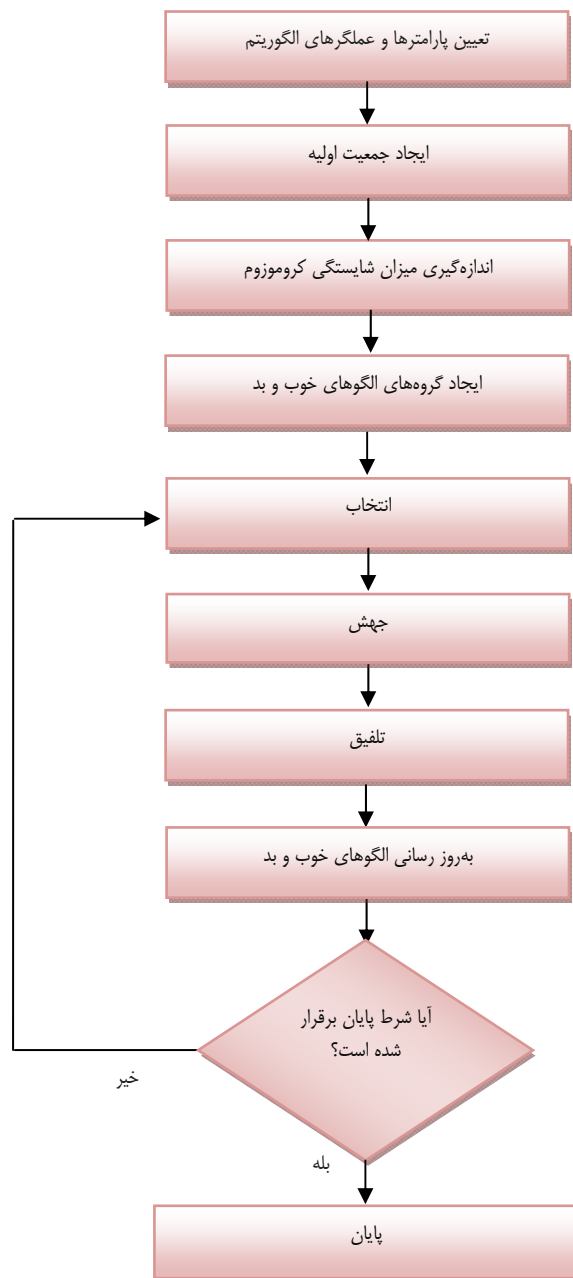 تعیین پارامترها و عملگرهای الگوریتم
ایجاد جمعیت اولیه
اندازه‌گیری میزان شایستگی کروموزوم
ایجاد گروه‌های الگوهای خوب و بد
انتخاب
جهش
تلفیق
به‌روز رسانی الگوهای خوب و بد
آیا شرط پایان برقرار
شده است؟
خیر
بله
پایان